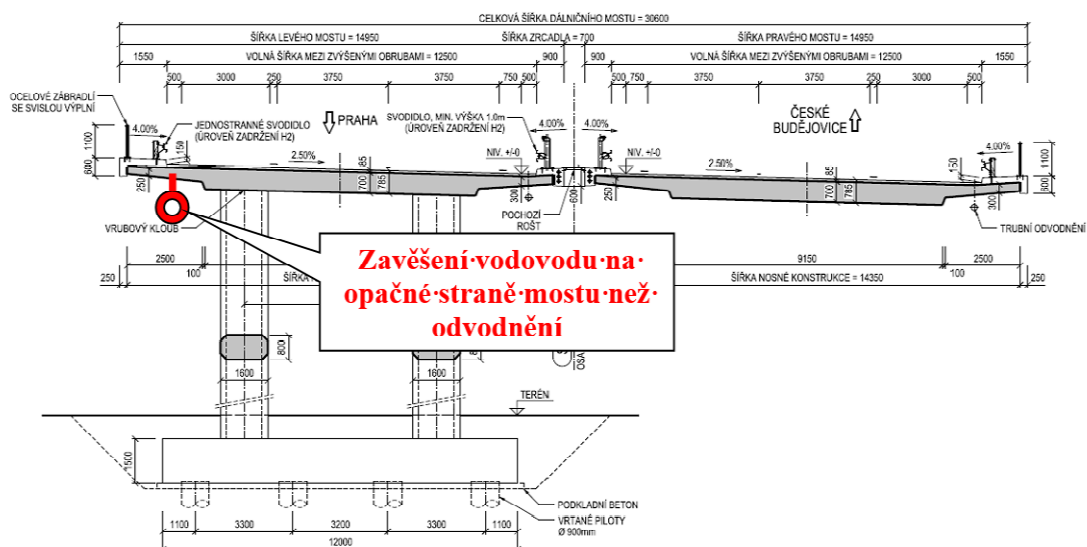 CELKOVÁ ŠÍŘKA DÁLNIČNÍHO MOSTU = 30600
ŠÍŘKA LEVÉHO MOSTU = 14950
ŠÍŘKA ZRCADLA = 700
ŠÍŘKA PRAVÉHO MOSTU = 14950
1550
VOLNÁ ŠÍŘKA MEZI ZVÝŠENÝMI OBRUBAMI = 12500
900
900
VOLNÁ ŠÍŘKA MEZI ZVÝŠENÝMI OBRUBAMI = 12500
1550
500 3000 250 3750 3750 750 500
500 750 3750 3750 250 3000 500
OCELOVÉ ZÁBRADLÍ
SE SVISLOU VÝPLNÍ
4.00%
JEDNOSTRANNÉ SVODIDLO
(ÚROVEŇ ZADRŽENÍ H2)
PRAHA
SVODIDLO, MIN. VÝŠKA 1.0m
(ÚROVEŇ ZADRŽENÍ H2)
4.00% 4.00%
ČESKÉ
BUDĚJOVICE
4.00%
1100
600
150
2.50%
NIV. +/-0
NIV. +/-0
2.50%
150
1100
600
250
85
700
785
300
600
250
85
700
785
300
VRUBOVÝ KLOUB
POCHOZÍ
ROŠT
TRUBNÍ ODVODNĚNÍ
Zavěšení·vodovodu·na·
opačné·straně·mostu·než·
odvodnění
2500
100
9150
100
2500
250
ŠÍŘKA NOSNÉ KONSTRUKCE = 14350
250
800
1600
1600
TERÉN
1500
PODKLADNÍ BETON
VRTANÉ PILOTY
Ø 900mm
1100 3300 3200 3300 1100
12000